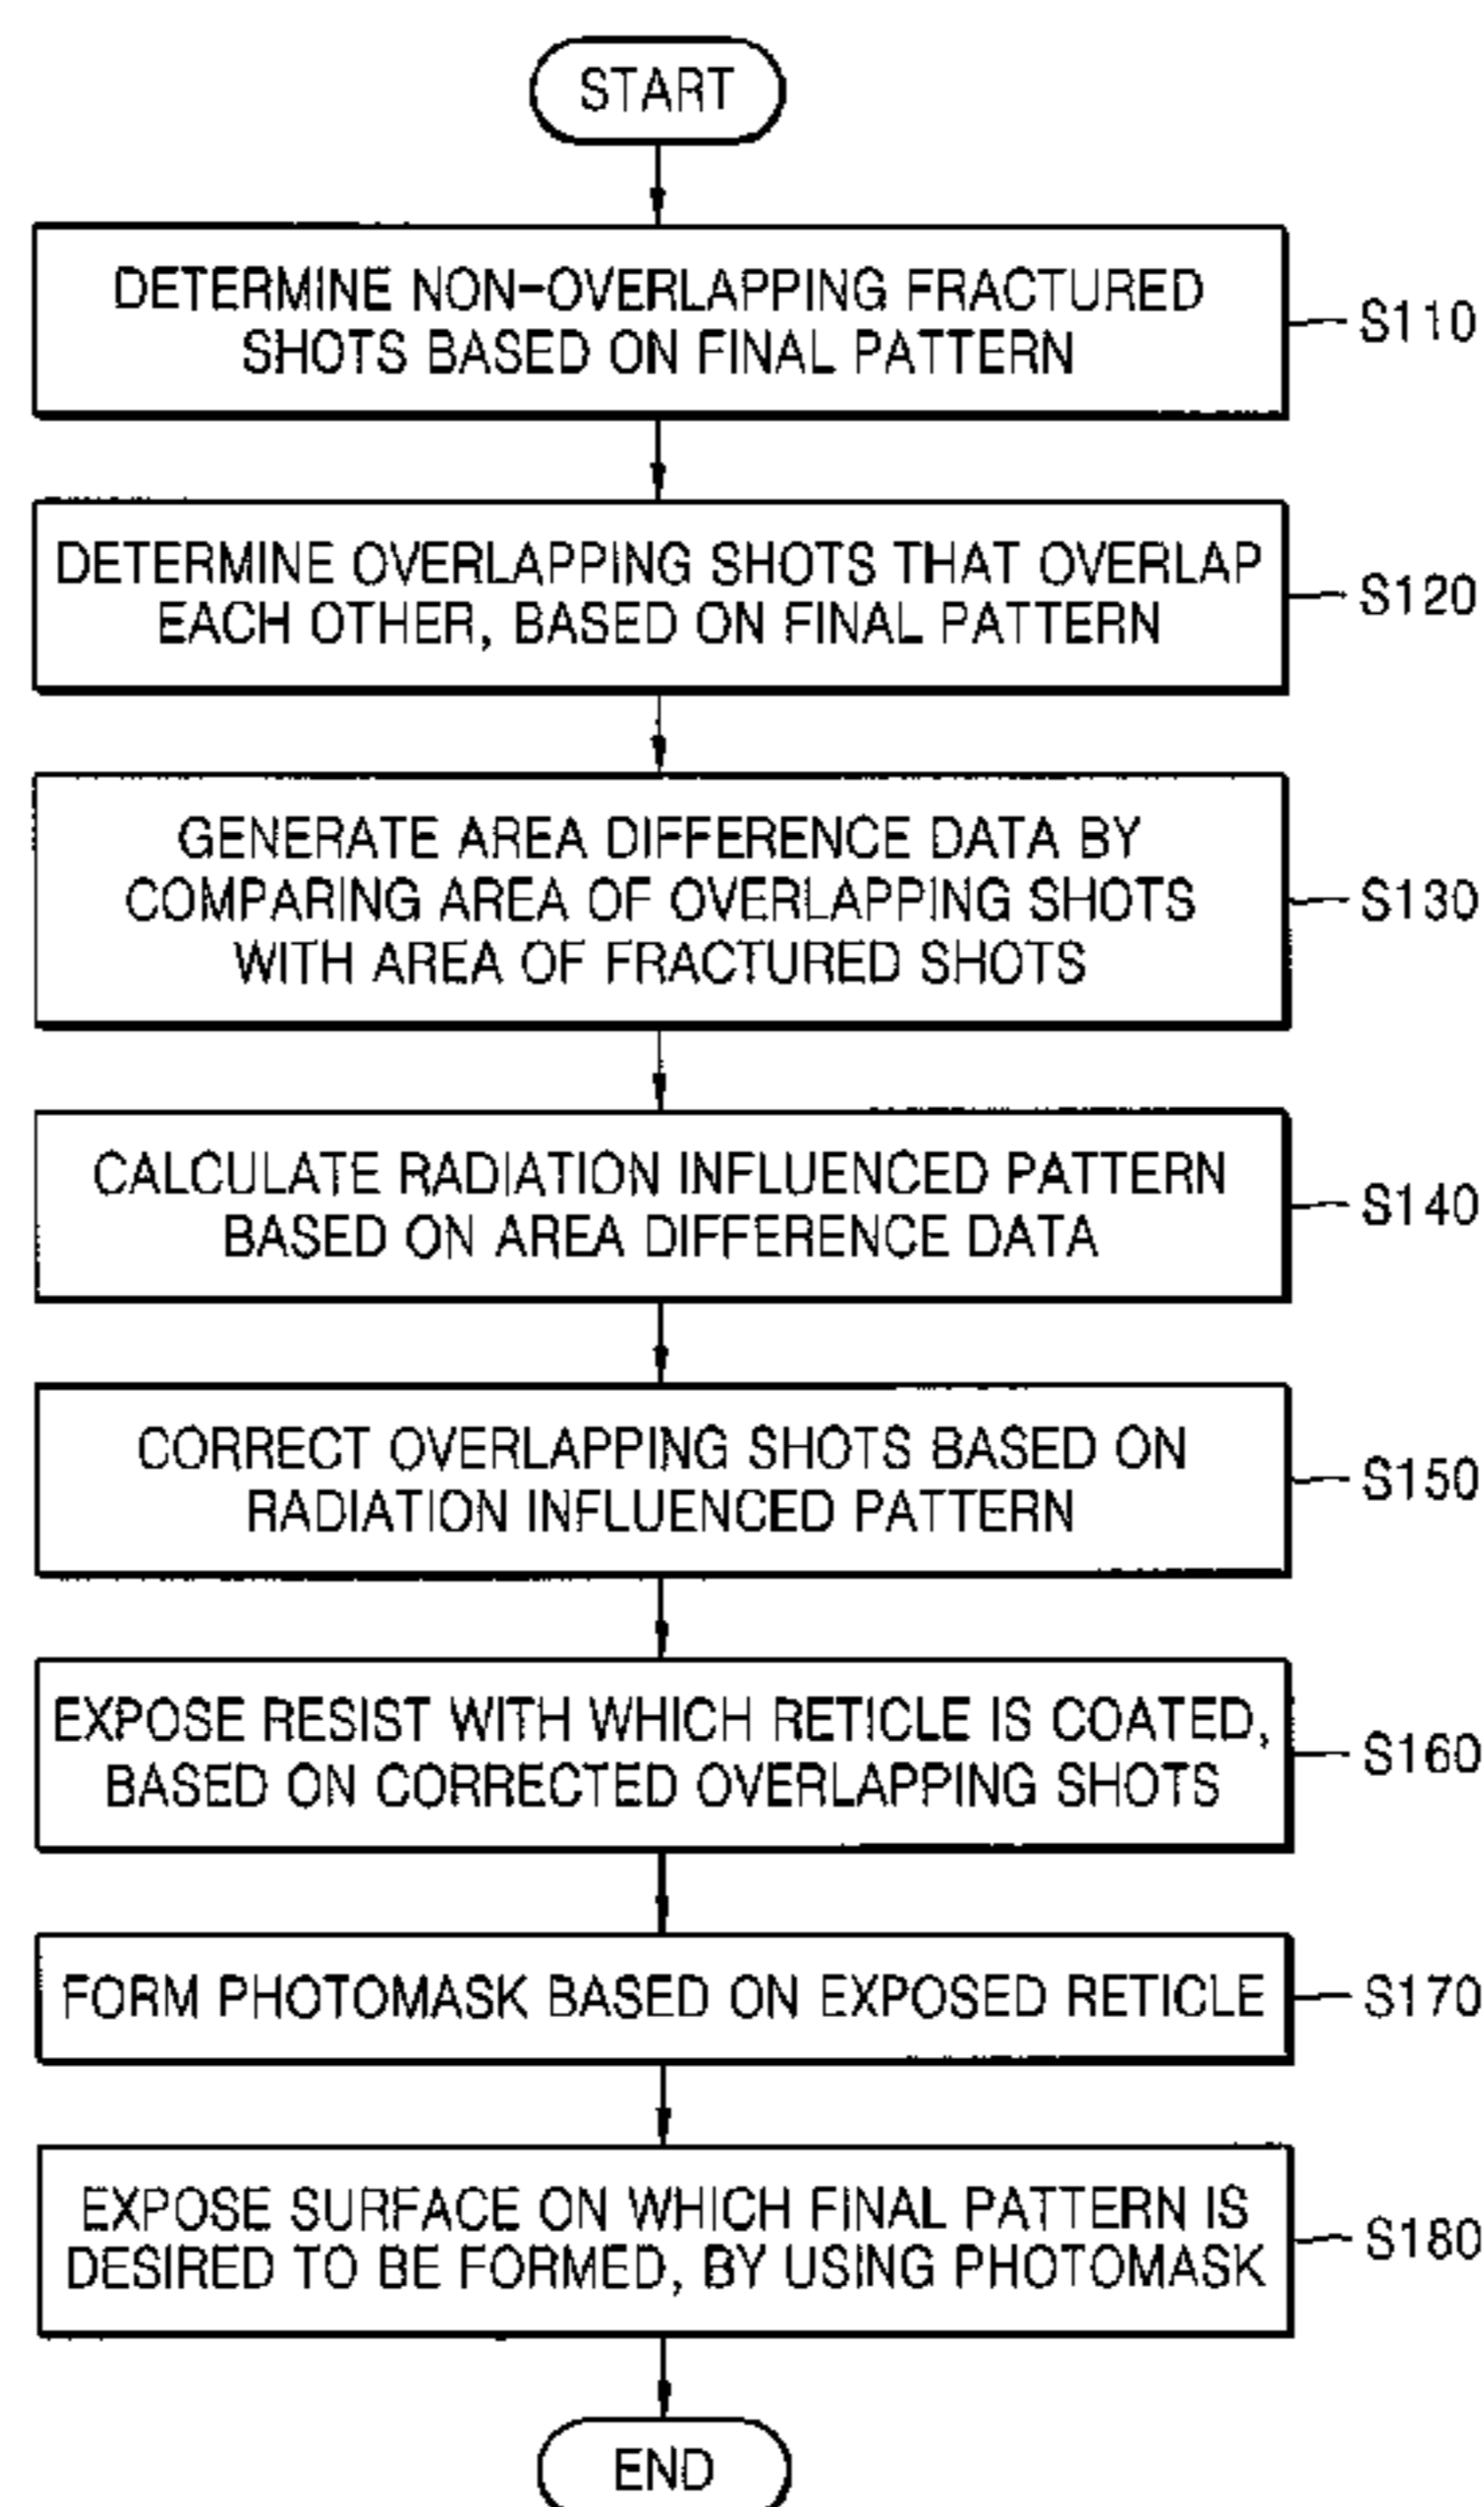 START
DETERMINE NON-OVERLAPPING FRACTURED
SHOTS BASED ON FINAL PATTERN
S110
DETERMINE OVERLAPPING SHOTS THAT OVERLAP
EACH OTHER, BASED ON FINAL PATTERN
S120
GENERATE AREA DIFFERENCE DATA BY
COMPARING AREA OF OVERLAPPING SHOTS
WITH AREA OF FRACTURED SHOTS
S130
CALCULATE RADIATION INFLUENCED PATTERN
BASED ON AREA DIFFERENCE DATA
S140
CORRECT OVERLAPPING SHOTS BASED ON
RADIATION INFLUENCED PATTERN
S150
EXPOSE RESIST WITH WHICH RETICLE IS COATED,
BASED ON CORRECTED OVERLAPPING SHOTS
S160
FORM PHOTOMASK BASED ON EXPOSED RETICLE
S170
EXPOSE SURFACE ON WHICH FINAL PATTERN IS
DESIRED TO BE FORMED, BY USING PHOTOMASK
S180
END